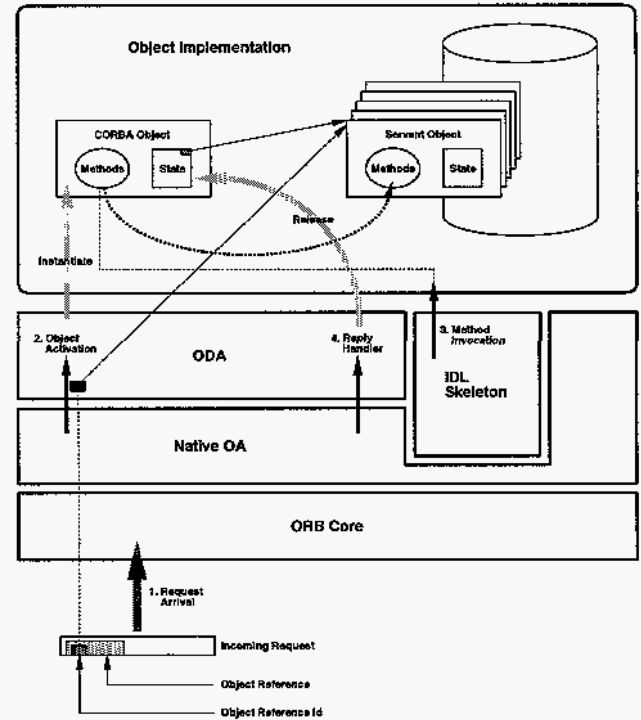 Object Implementation
CORBA Object
Servant Object
Methods
State
Methods
State
Release
Instantiate
2. Object
Activation
ODA
4. Reply
Handler
3. Method
Invocation
IDL
Skeleton
Native OA
ORB Core
1. Request
Arrival
Incoming Request
Object Reference
Object Reference Id